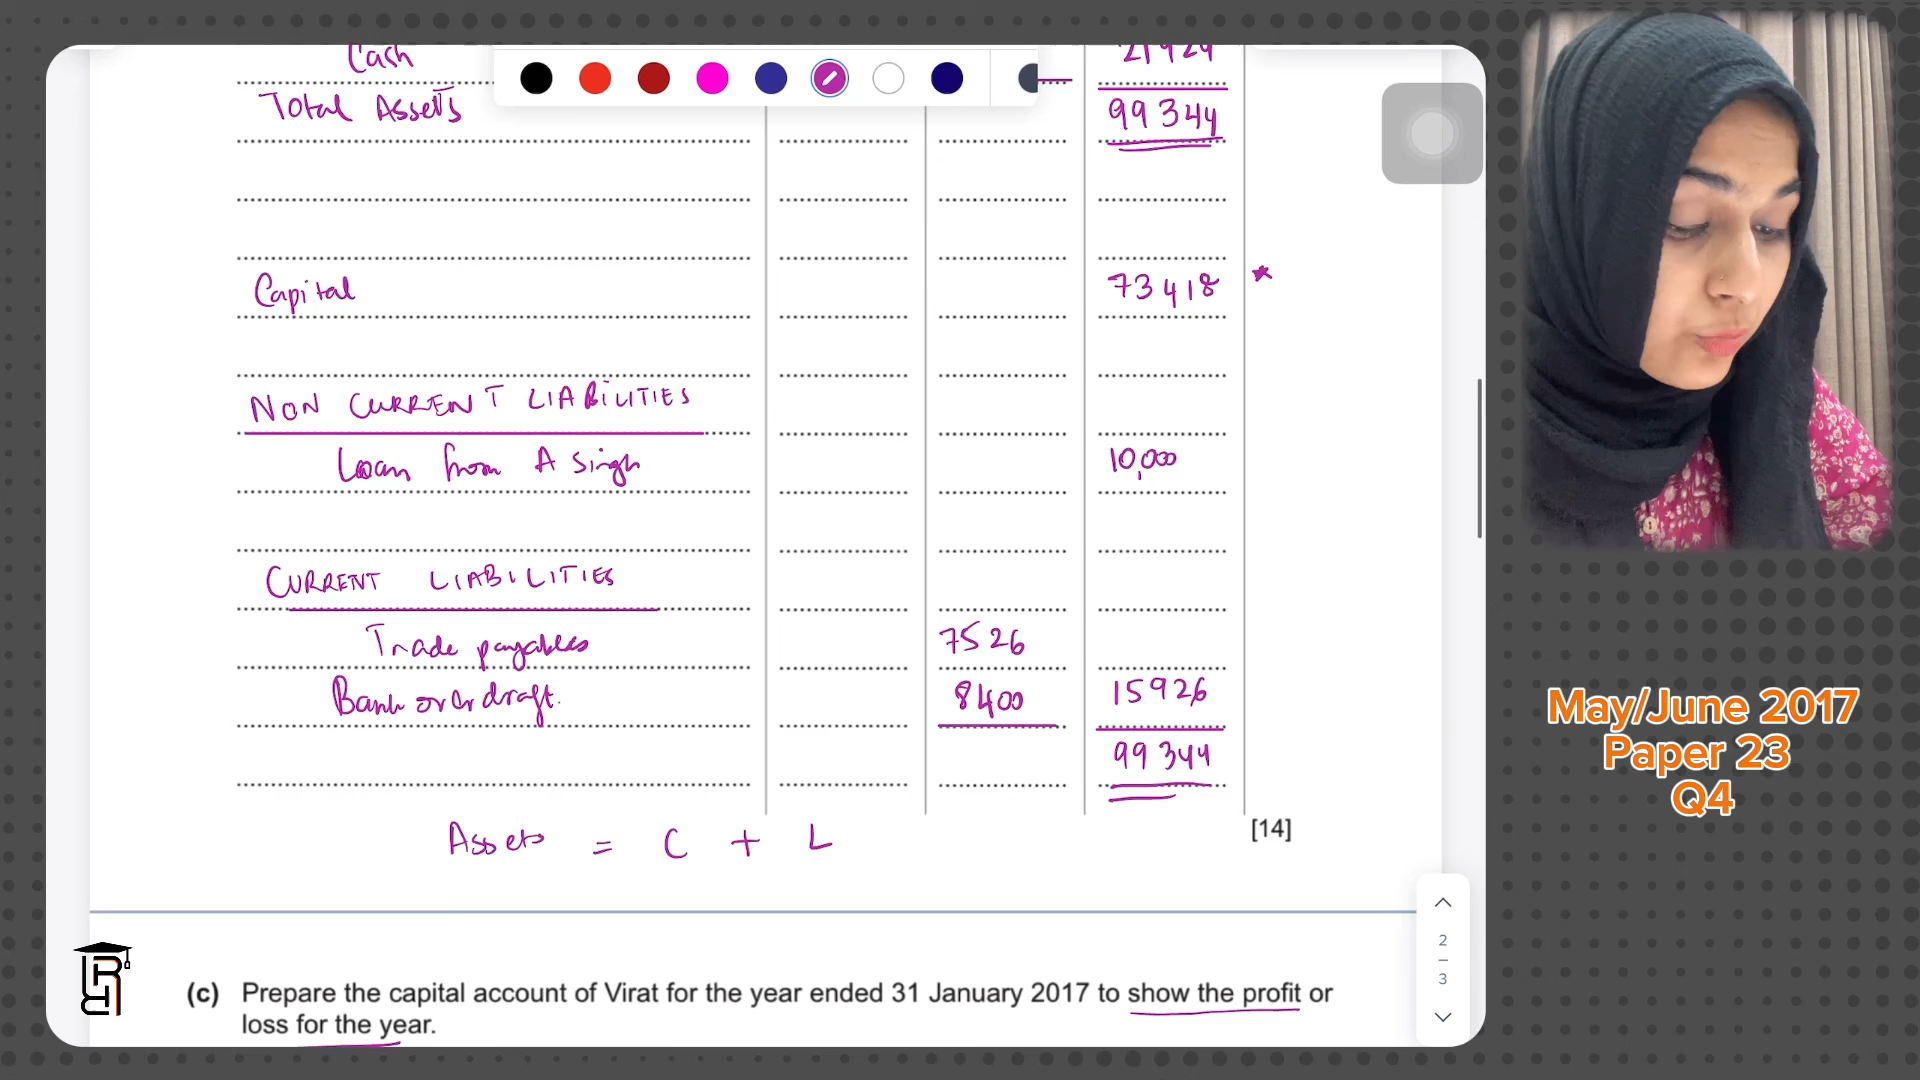 Cash 21924
Total Assets 99344
Capital 73418 *
NON CURRENT LIABILITIES
Loan from A Singh 10,000
CURRENT LIABILITIES
Trade payables 7526
Bank overdraft. 8400 15926
99344
[14]
Assets = C + L
(c) Prepare the capital account of Virat for the year ended 31 January 2017 to show the profit or
loss for the year.
2
3
May/June 2017
Paper 23
Q4